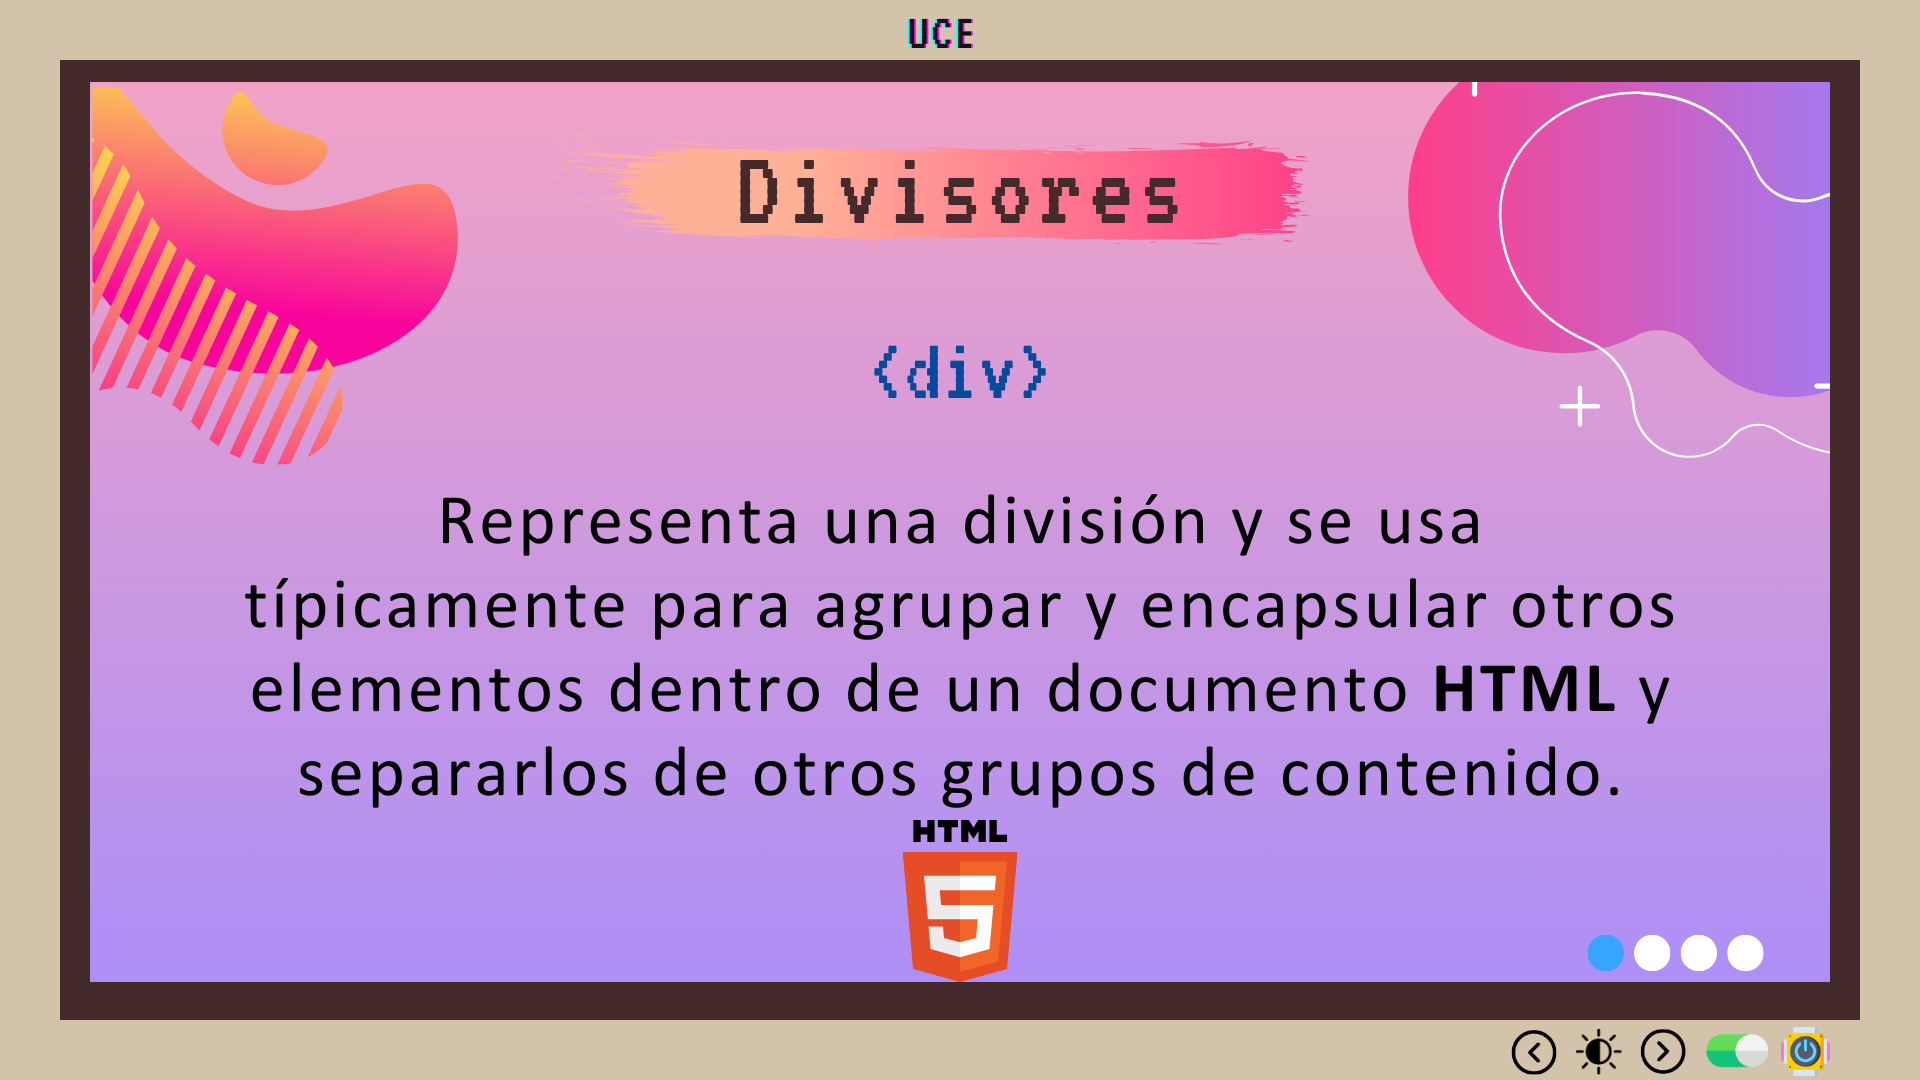 UCE
Divisores
<div>
Representa una división y se usa
típicamente para agrupar y encapsular otros
elementos dentro de un documento HTML y
separarlos de otros grupos de contenido.
HTML
5